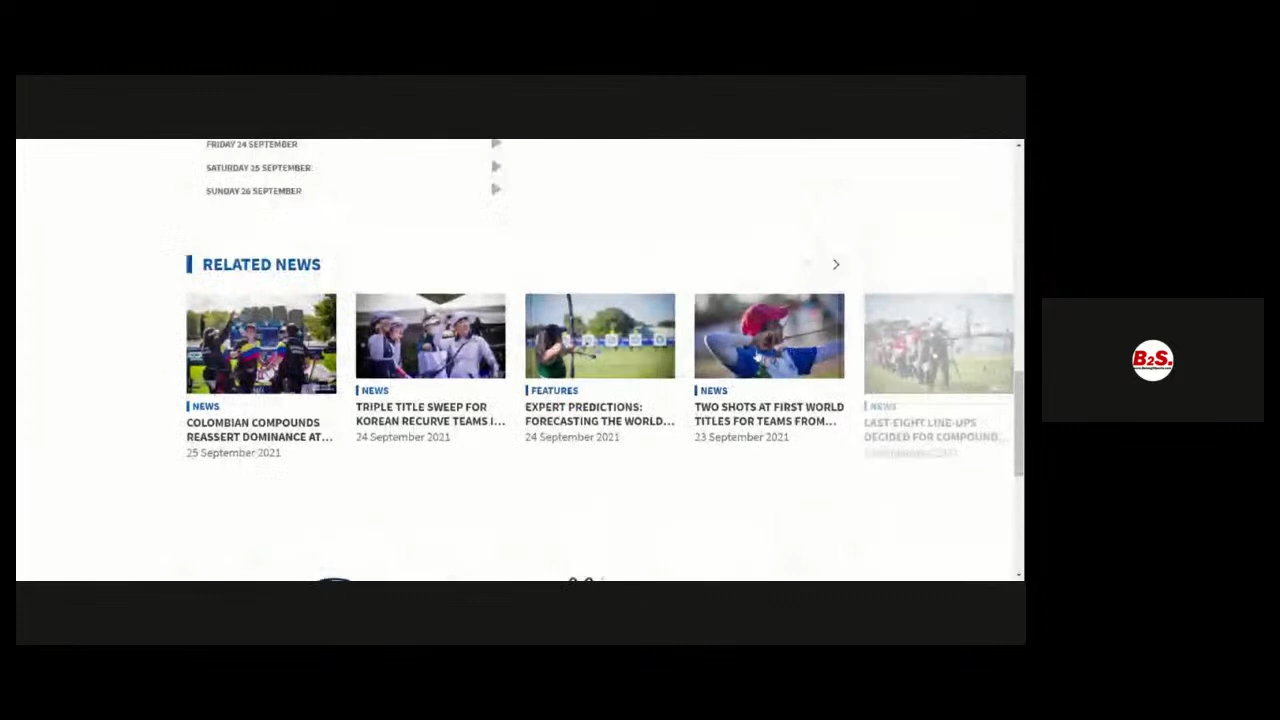 FRIDAY 24 SEPTEMBER
SATURDAY 25 SEPTEMBER
SUNDAY 26 SEPTEMBER
RELATED NEWS
NEWS
COLOMBIAN COMPOUNDS
REASSERT DOMINANCE AT...
25 September 2021
NEWS
TRIPLE TITLE SWEEP FOR
KOREAN RECURVE TEAMS I...
24 September 2021
FEATURES
EXPERT PREDICTIONS:
FORECASTING THE WORLD...
24 September 2021
NEWS
TWO SHOTS AT FIRST WORLD
TITLES FOR TEAMS FROM...
23 September 2021
NEWS
LAST-EIGHT LINE-UPS
DECIDED FOR COMPOUND...
B2S.